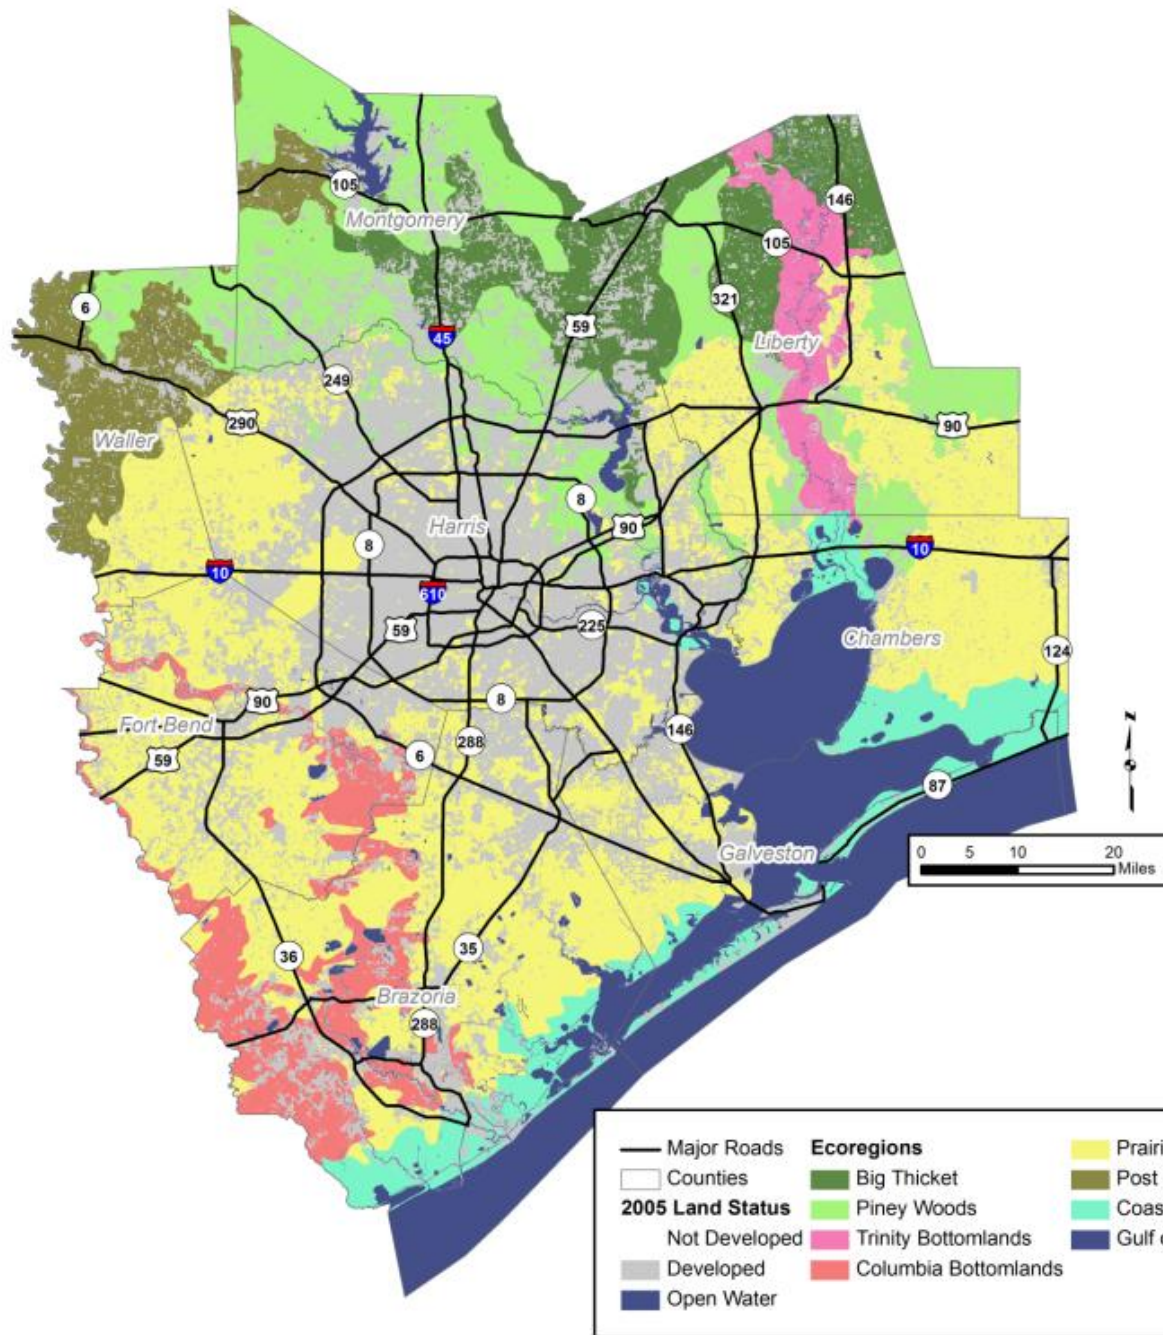 105
Montgomery
146
105
6
321
59
45
Liberty
249
290
Waller
90
8
Harris
90
8
10
10
610
59
225
Chambers
124
90
8
Fort Bend
288
146
59
6
87
Galveston
0 5 10 20
Miles
N
36
35
Brazoria
288
Major Roads
Counties
2005 Land Status
Not Developed
Developed
Open Water
Ecoregions
Big Thicket
Piney Woods
Trinity Bottomlands
Columbia Bottomlands
Prairi
Post
Coas
Gulf